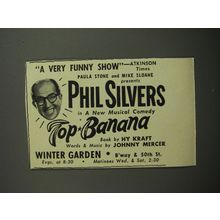 "A VERY FUNNY SHOW"—ATKINSON
Times
PAULA STONE and MIKE SLOANE
presents
PHIL SILVERS
in A New Musical Comedy
Top Banana
Book by HY KRAFT
Words & Music by JOHNNY MERCER
WINTER GARDEN • B'way & 50th St.
Evgs. at 8:30 • Matinees Wed. & Sat. 2:30